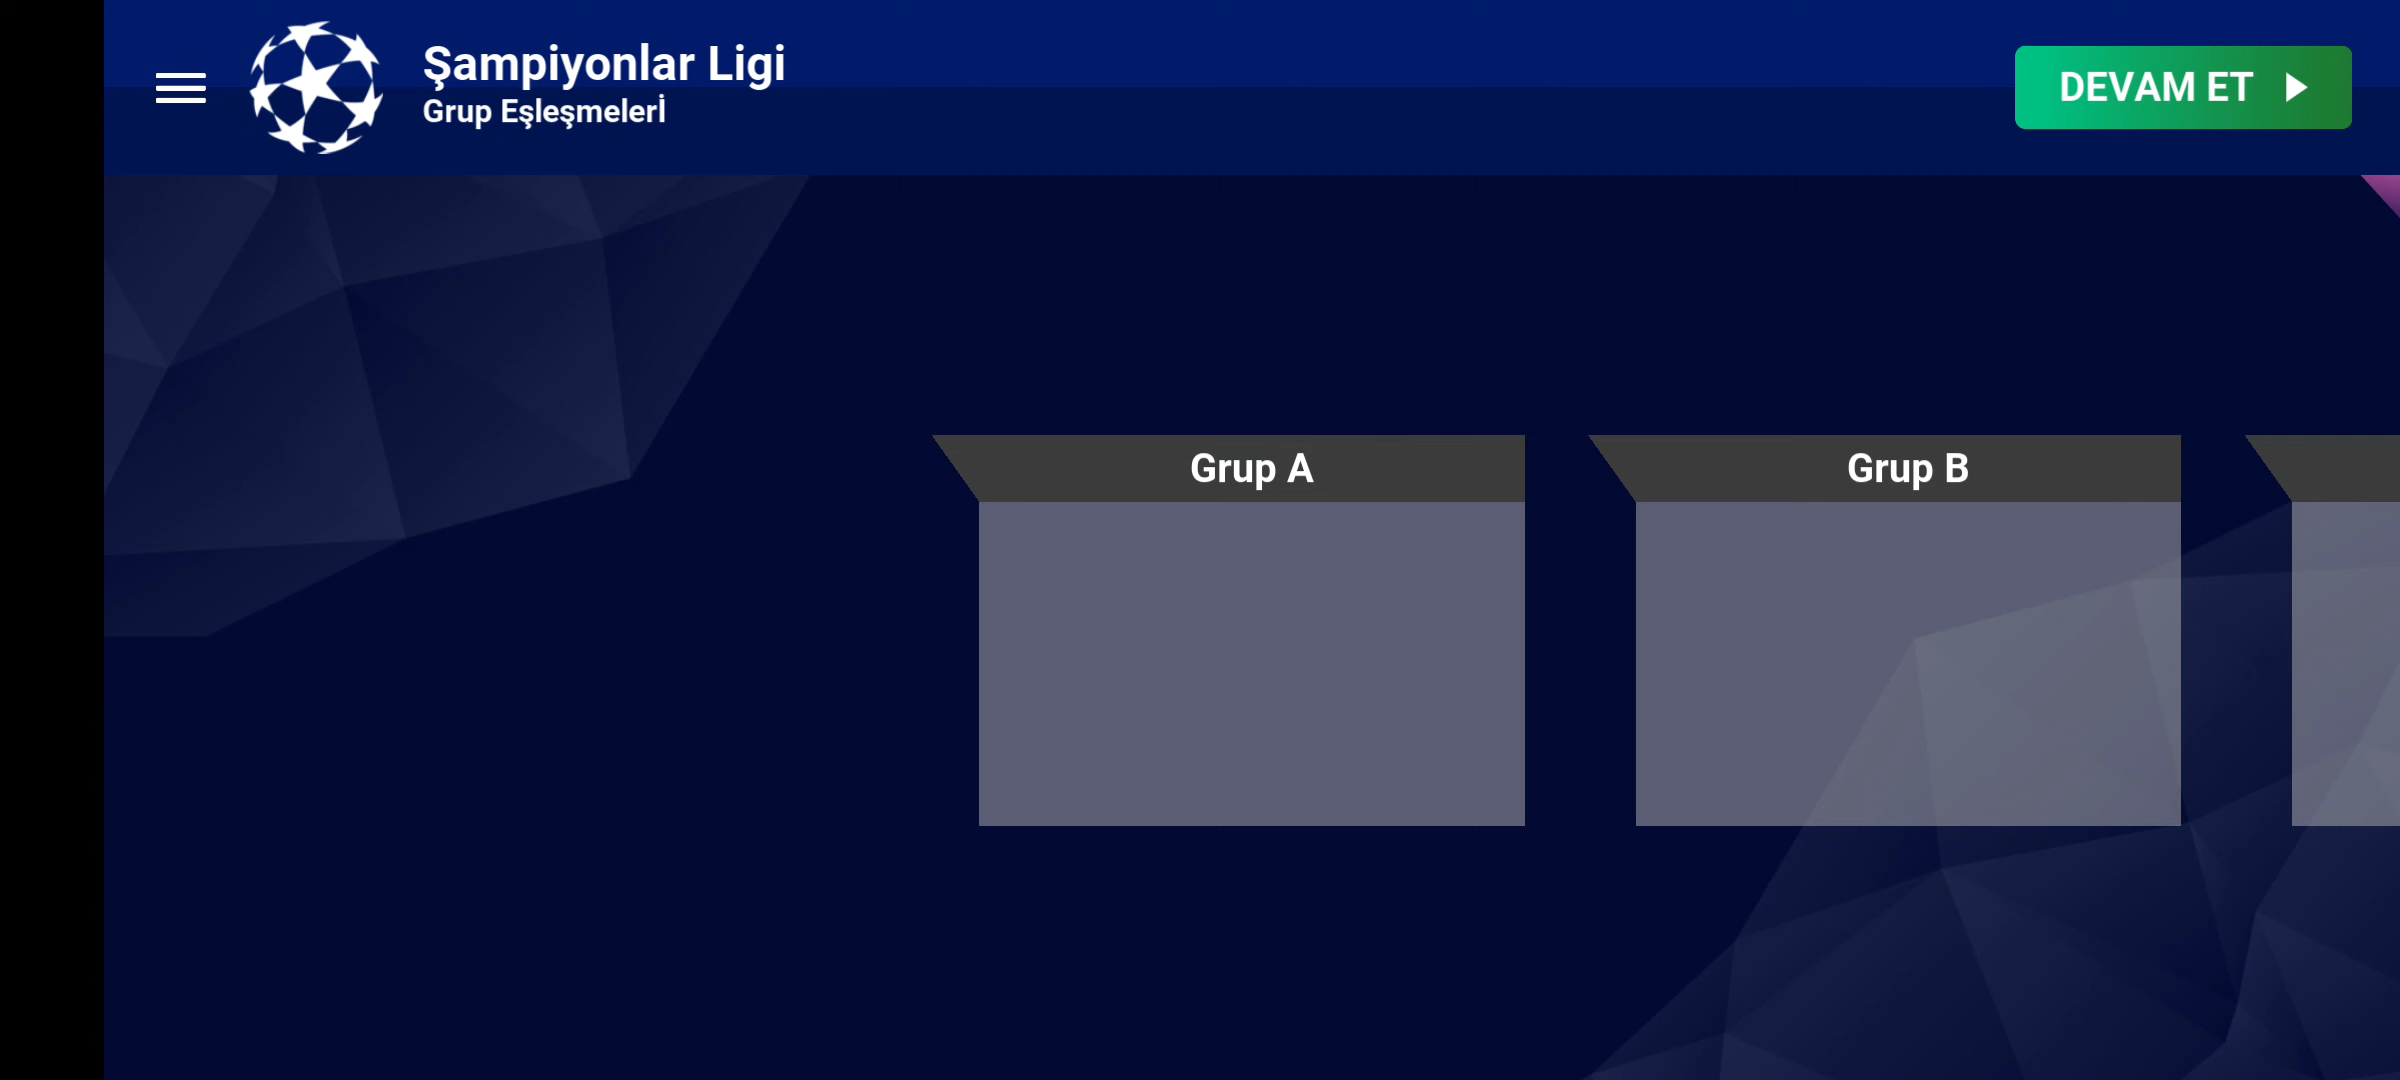 Şampiyonlar Ligi
Grup Eşleşmelerİ
DEVAM ET
Grup A
Grup B